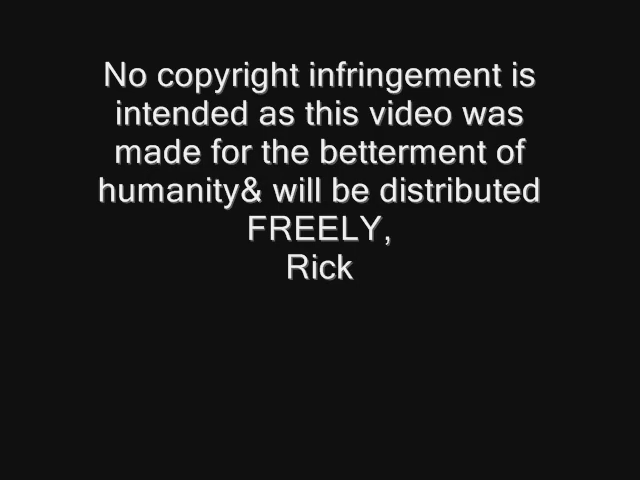 No copyright infringement is
intended as this video was
made for the betterment of
humanity& will be distributed
FREELY,
Rick